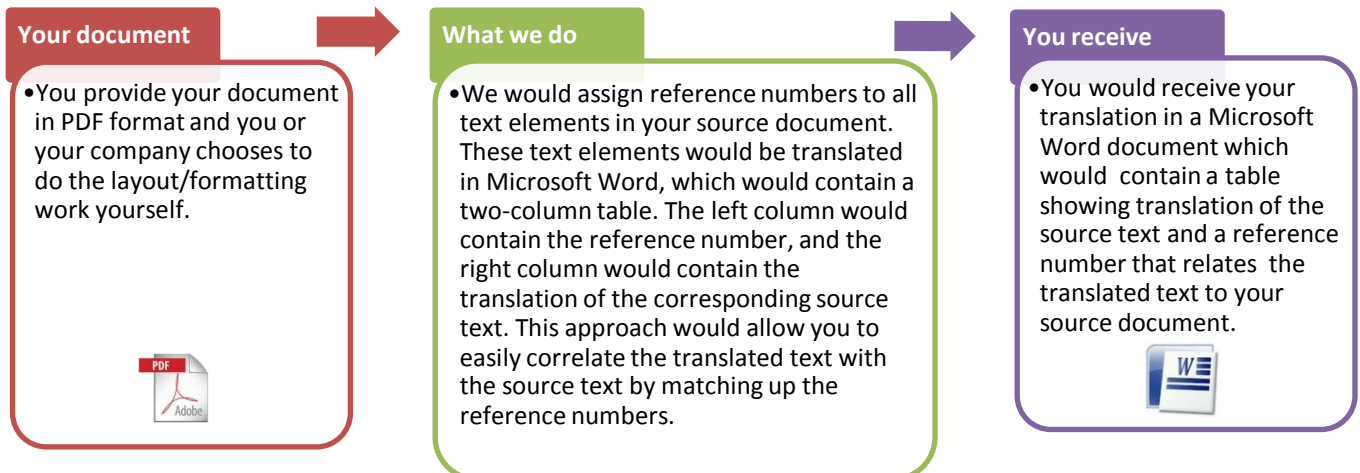 Your document
•You provide your document
in PDF format and you or
your company chooses to
do the layout/formatting
work yourself.
PDF
Adobe
What we do
•We would assign reference numbers to all
text elements in your source document.
These text elements would be translated
in Microsoft Word, which would contain a
two-column table. The left column would
contain the reference number, and the
right column would contain the
translation of the corresponding source
text. This approach would allow you to
easily correlate the translated text with
the source text by matching up the
reference numbers.
You receive
•You would receive your
translation in a Microsoft
Word document which
would contain a table
showing translation of the
source text and a reference
number that relates the
translated text to your
source document.
W